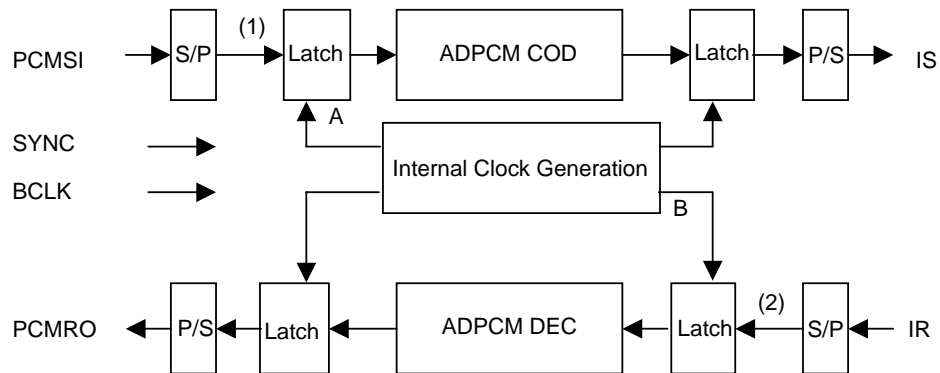 (1)
PCMSI S/P Latch ADPCM COD Latch P/S IS
A
SYNC
Internal Clock Generation
BCLK
B
(2)
PCMRO P/S Latch ADPCM DEC Latch S/P IR